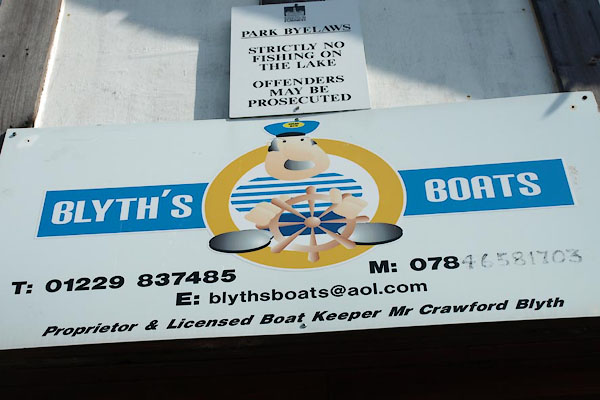 PARK BYELAWS
STRICTLY NO
FISHING ON
THE LAKE
OFFENDERS
MAY BE
PROSECUTED
BLYTH'S BOATS
T: 01229 837485 M: 07846581703
E: blythsboats@aol.com
Proprietor & Licensed Boat Keeper Mr Crawford Blyth